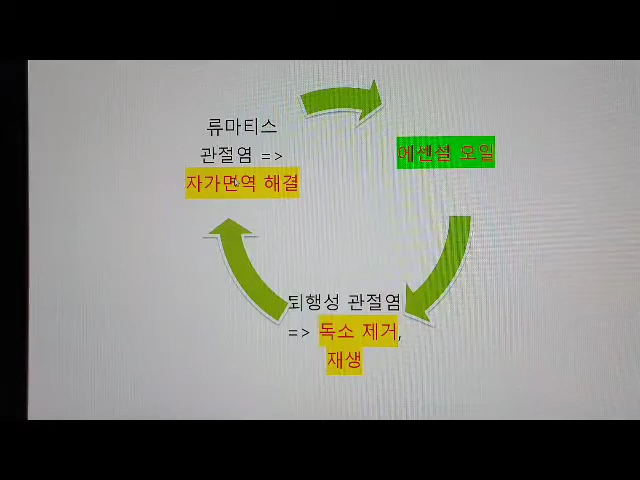 류마티스
관절염 =>
자가면역 해결
에센셜 오일
퇴행성 관절염
=> 독소 제거,
재생